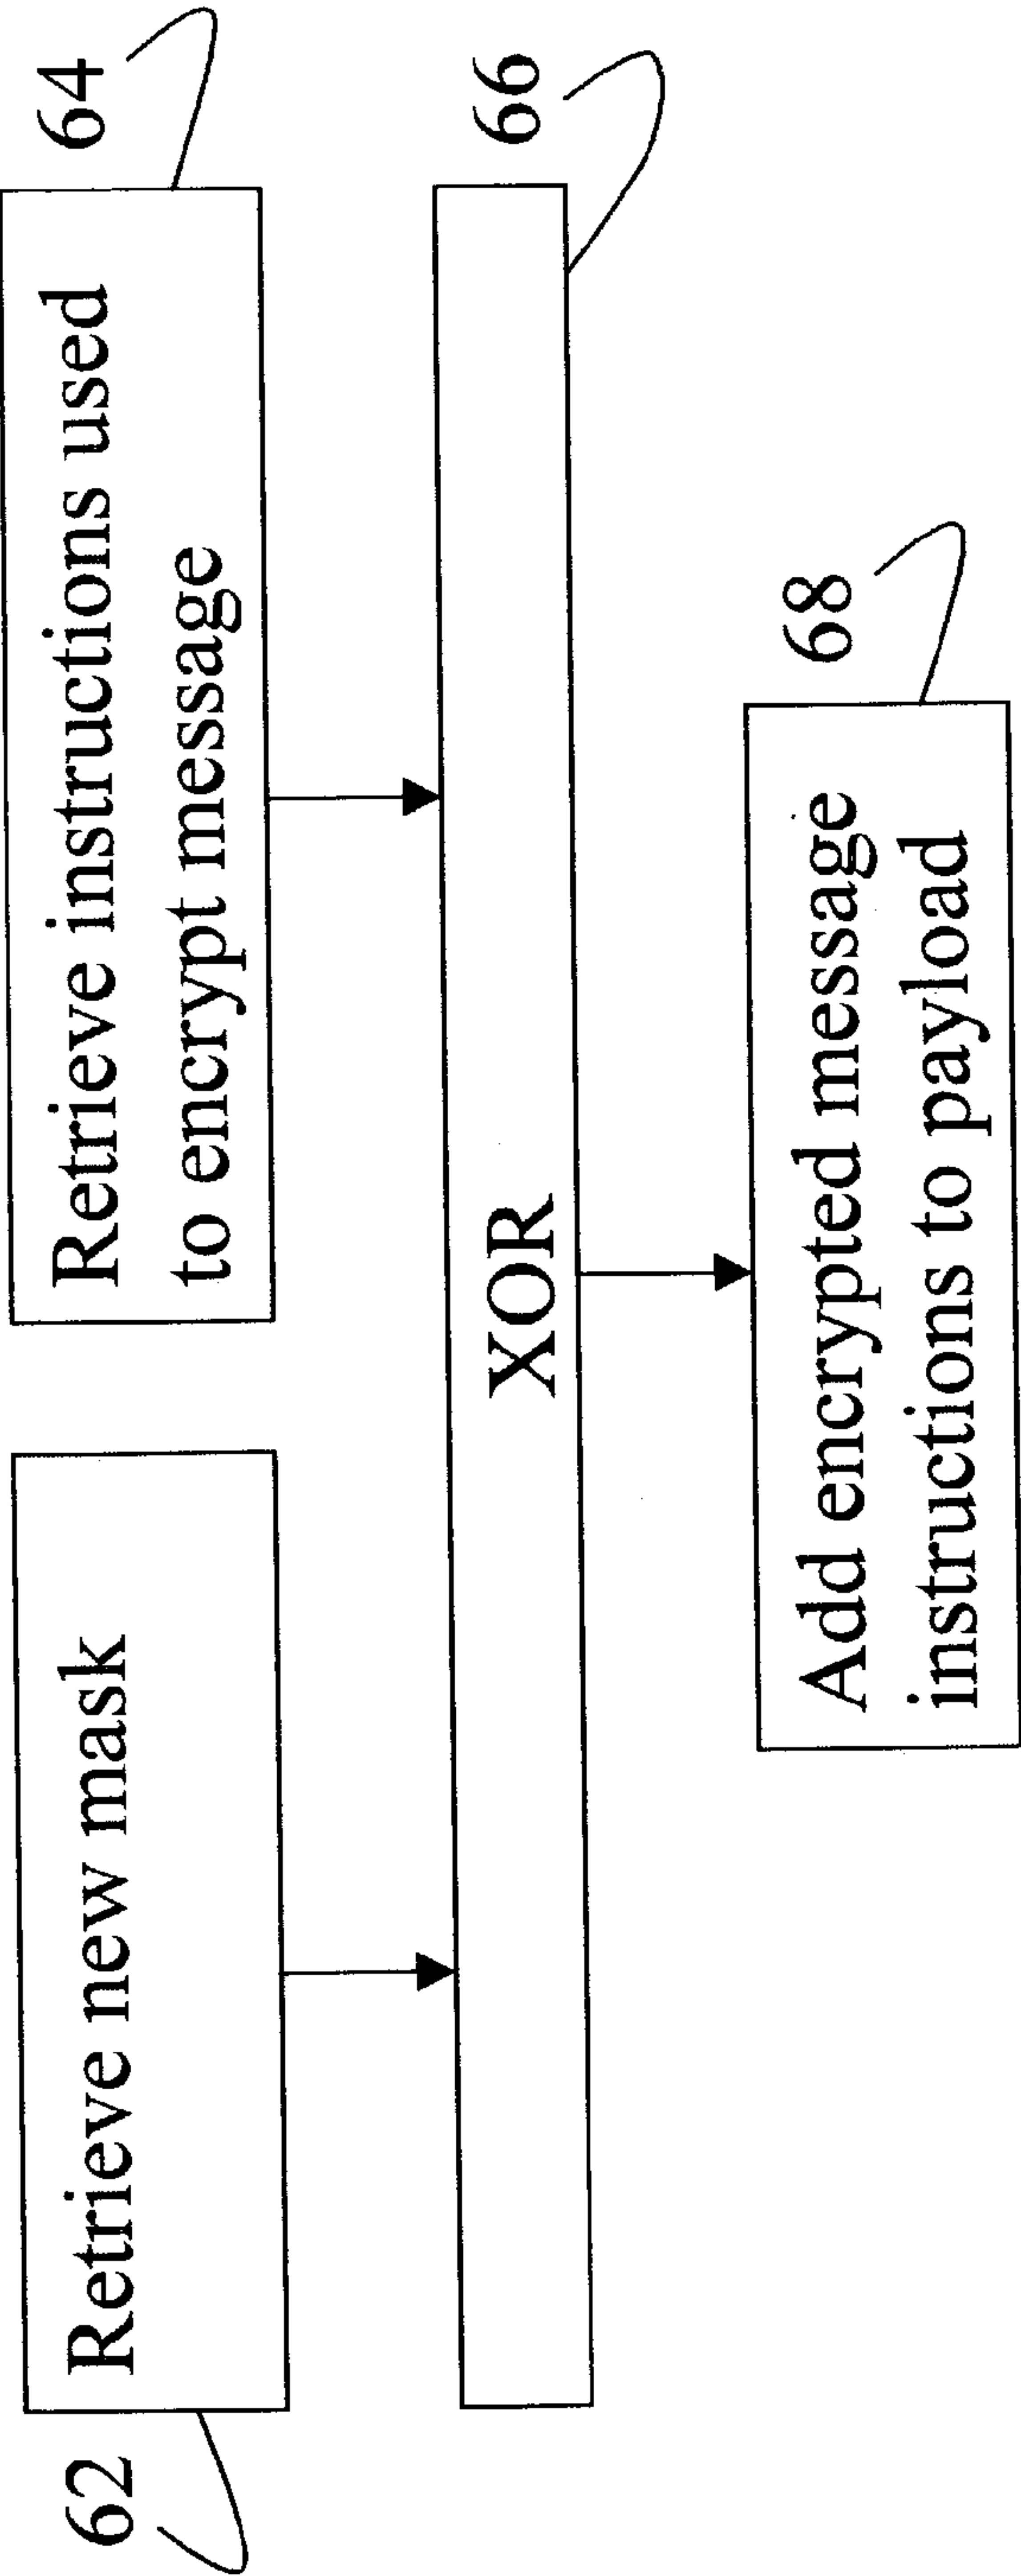 62
Retrieve new mask
Retrieve instructions used
to encrypt message
64
XOR
66
Add encrypted message
instructions to payload
68